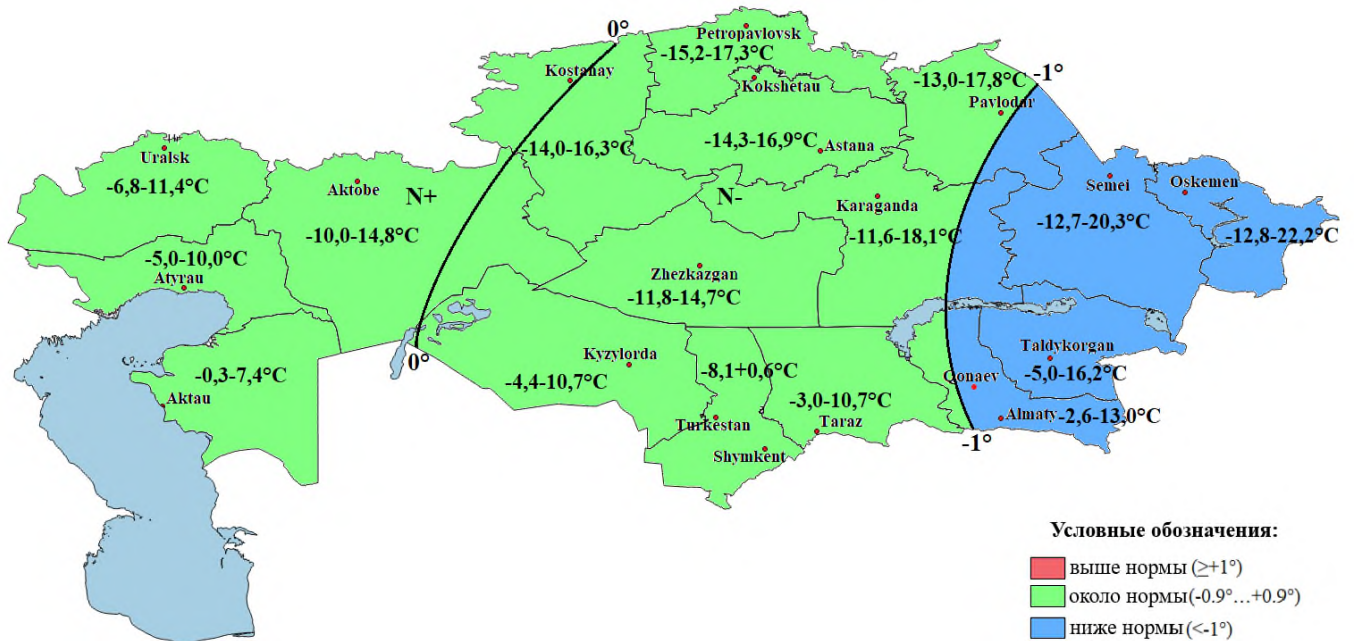 0°
Petropavlovsk
-15,2-17,3°C
Kostanay
Kokshetau
-13,0-17,8°C
-1°
Pavlodar
Uralsk
-6,8-11,4°C
-14,0-16,3°C
-14,3-16,9°C
Astana
Aktobe
N+
N-
Karaganda
Semei
Oskemen
-10,0-14,8°C
-11,6-18,1°C
-12,7-20,3°C
-12,8-22,2°C
-5,0-10,0°C
Atyrau
Zhezkazgan
-11,8-14,7°C
0°
Kyzylorda
-4,4-10,7°C
-8,1+0,6°C
Taldykorgan
-5,0-16,2°C
-0,3-7,4°C
Aktau
-3,0-10,7°C
Qonaev
Turkestan
Taraz
Almaty
-2,6-13,0°C
-1°
Shymkent
Условные обозначения:
выше нормы (≥+1°)
около нормы (-0.9°…+0.9°)
ниже нормы (<-1°)